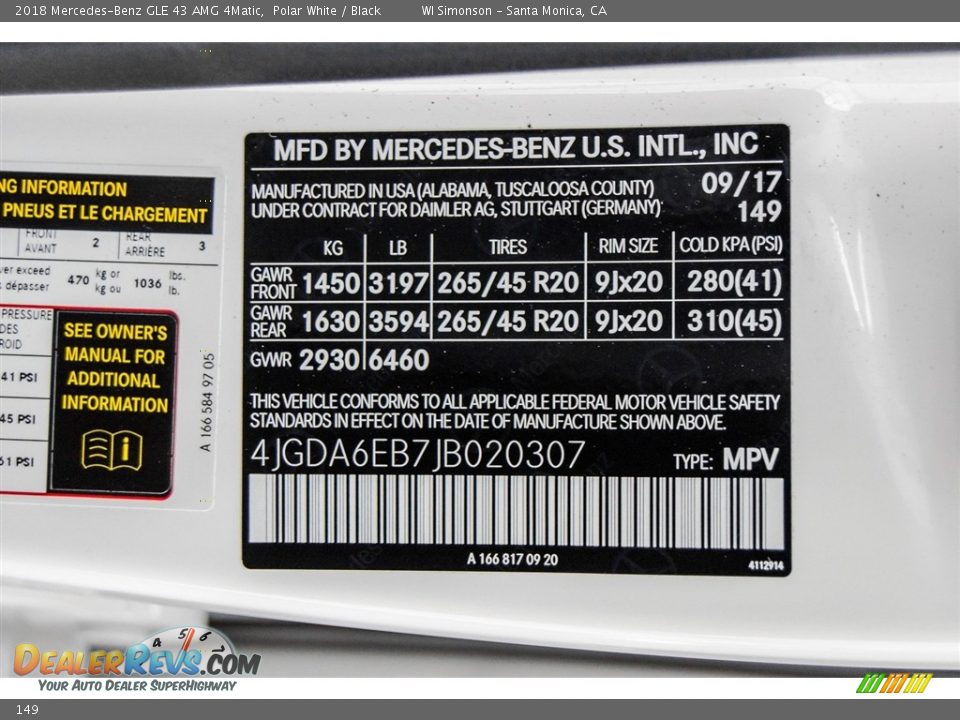 2018 Mercedes-Benz GLE 43 AMG 4Matic, Polar White / Black WI Simonson - Santa Monica, CA
MFD BY MERCEDES-BENZ U.S. INTL., INC
MANUFACTURED IN USA (ALABAMA, TUSCALOOSA COUNTY) 09/17
UNDER CONTRACT FOR DAIMLER AG, STUTTGART (GERMANY) 149
KG LB TIRES RIM SIZE COLD KPA (PSI)
GAWR FRONT 1450 3197 265/45 R20 9Jx20 280(41)
GAWR REAR 1630 3594 265/45 R20 9Jx20 310(45)
GVWR 2930 6460
THIS VEHICLE CONFORMS TO ALL APPLICABLE FEDERAL MOTOR VEHICLE SAFETY
STANDARDS IN EFFECT ON THE DATE OF MANUFACTURE SHOWN ABOVE.
4JGDA6EB7JB020307 TYPE: MPV
A 166 817 09 20
4112914
INFORMATION
PNEUS ET LE CHARGEMENT
FRONT 2 REAR 3
AVANT ARRIÈRE
exceed 470 kg or 1036 lbs.
dépasser kg ou lb.
PRESSURE
41 PSI
45 PSI
61 PSI
SEE OWNER'S
MANUAL FOR
ADDITIONAL
INFORMATION
A 166 584 97 05
4 5 6
DealerRevs.com
Your Auto Dealer SuperHighway
149